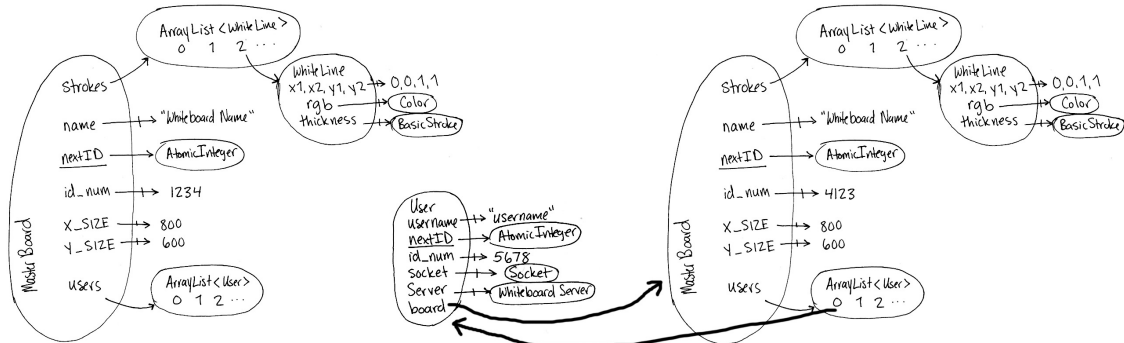 ArrayList<WhiteLine>
0 1 2 ...
Strokes
WhiteLine
x1, x2, y1, y2 0,0,1,1
rgb Color
thickness BasicStroke
name "Whiteboard Name"
nextID AtomicInteger
id_num 1234
X_SIZE 800
Y_SIZE 600
Master Board
users
ArrayList<User>
0 1 2 ...
User
username "username"
nextID AtomicInteger
id_num 5678
socket Socket
Server Whiteboard Server
board
ArrayList<WhiteLine>
0 1 2 ...
Strokes
WhiteLine
x1, x2, y1, y2 0,0,1,1
rgb Color
thickness BasicStroke
name "Whiteboard Name"
nextID AtomicInteger
id_num 4123
X_SIZE 800
Y_SIZE 600
Master Board
users
ArrayList<User>
0 1 2 ...